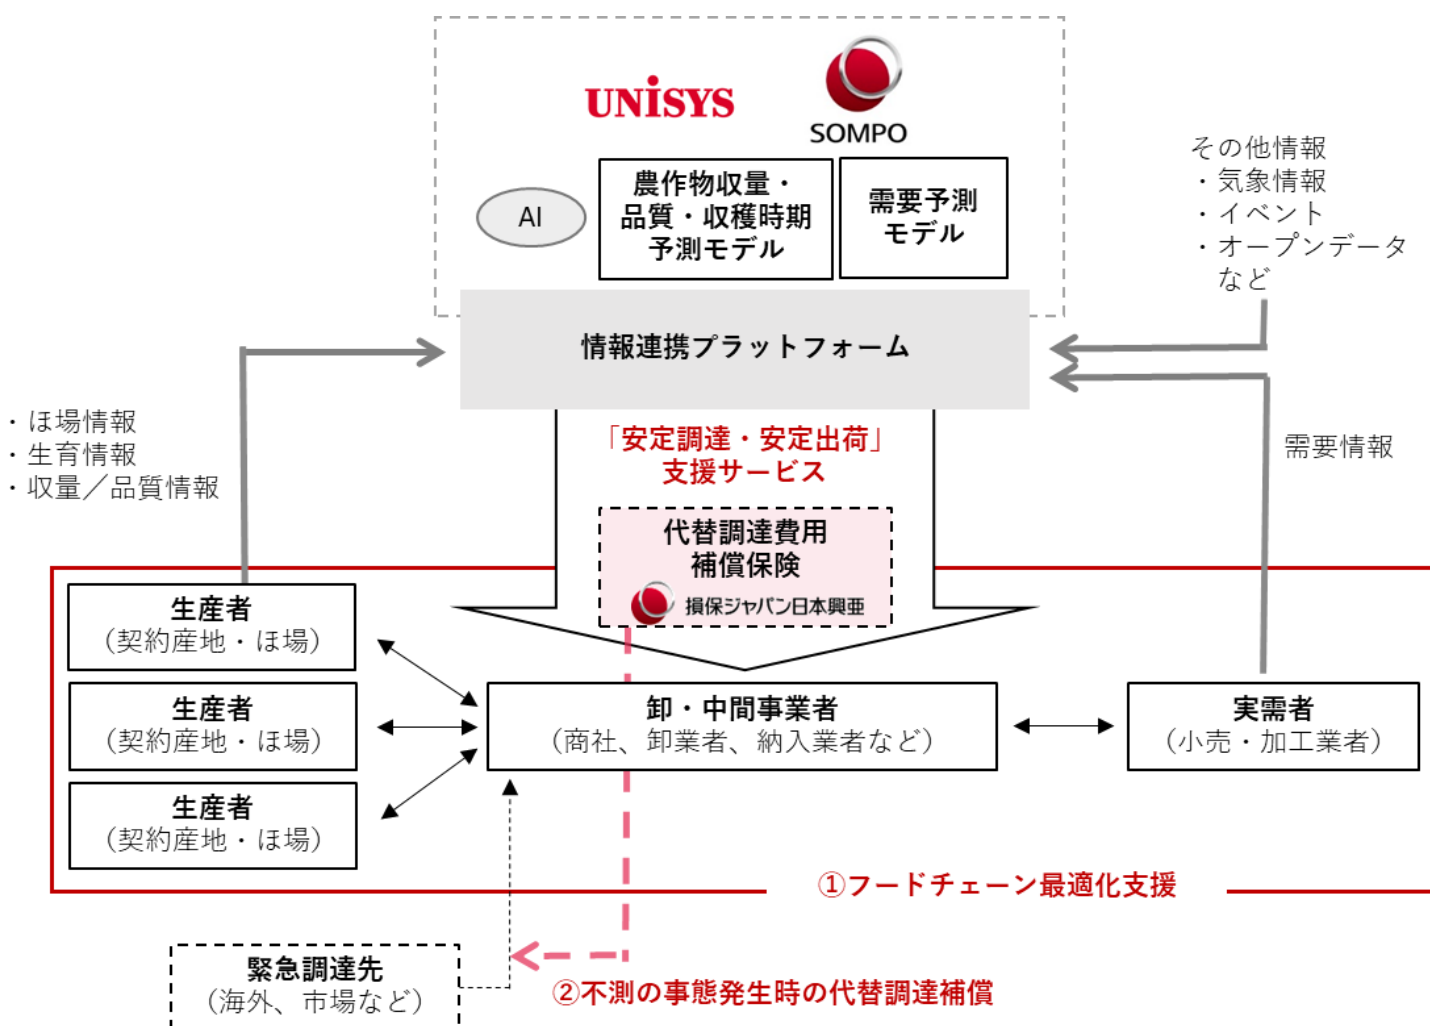 UNiSYS
SOMPO
AI
農作物収量・
品質・収穫時期
予測モデル
需要予測
モデル
その他情報
・気象情報
・イベント
・オープンデータ
など
情報連携プラットフォーム
・ほ場情報
・生育情報
・収量／品質情報
「安定調達・安定出荷」
支援サービス
需要情報
代替調達費用
補償保険
損保ジャパン日本興亜
生産者
（契約産地・ほ場）
生産者
（契約産地・ほ場）
生産者
（契約産地・ほ場）
卸・中間事業者
（商社、卸業者、納入業者など）
実需者
（小売・加工業者）
①フードチェーン最適化支援
緊急調達先
（海外、市場など）
②不測の事態発生時の代替調達補償